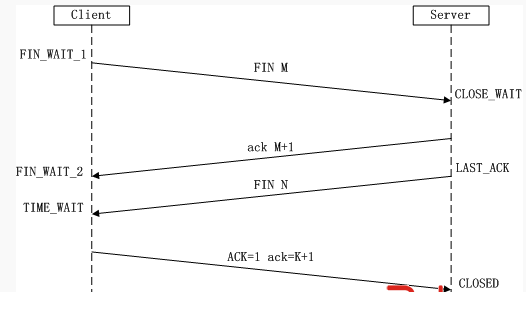 Client Server
FIN_WAIT_1
FIN M
CLOSE_WAIT
ack M+1
FIN_WAIT_2
LAST_ACK
FIN N
TIME_WAIT
ACK=1 ack=K+1
CLOSED